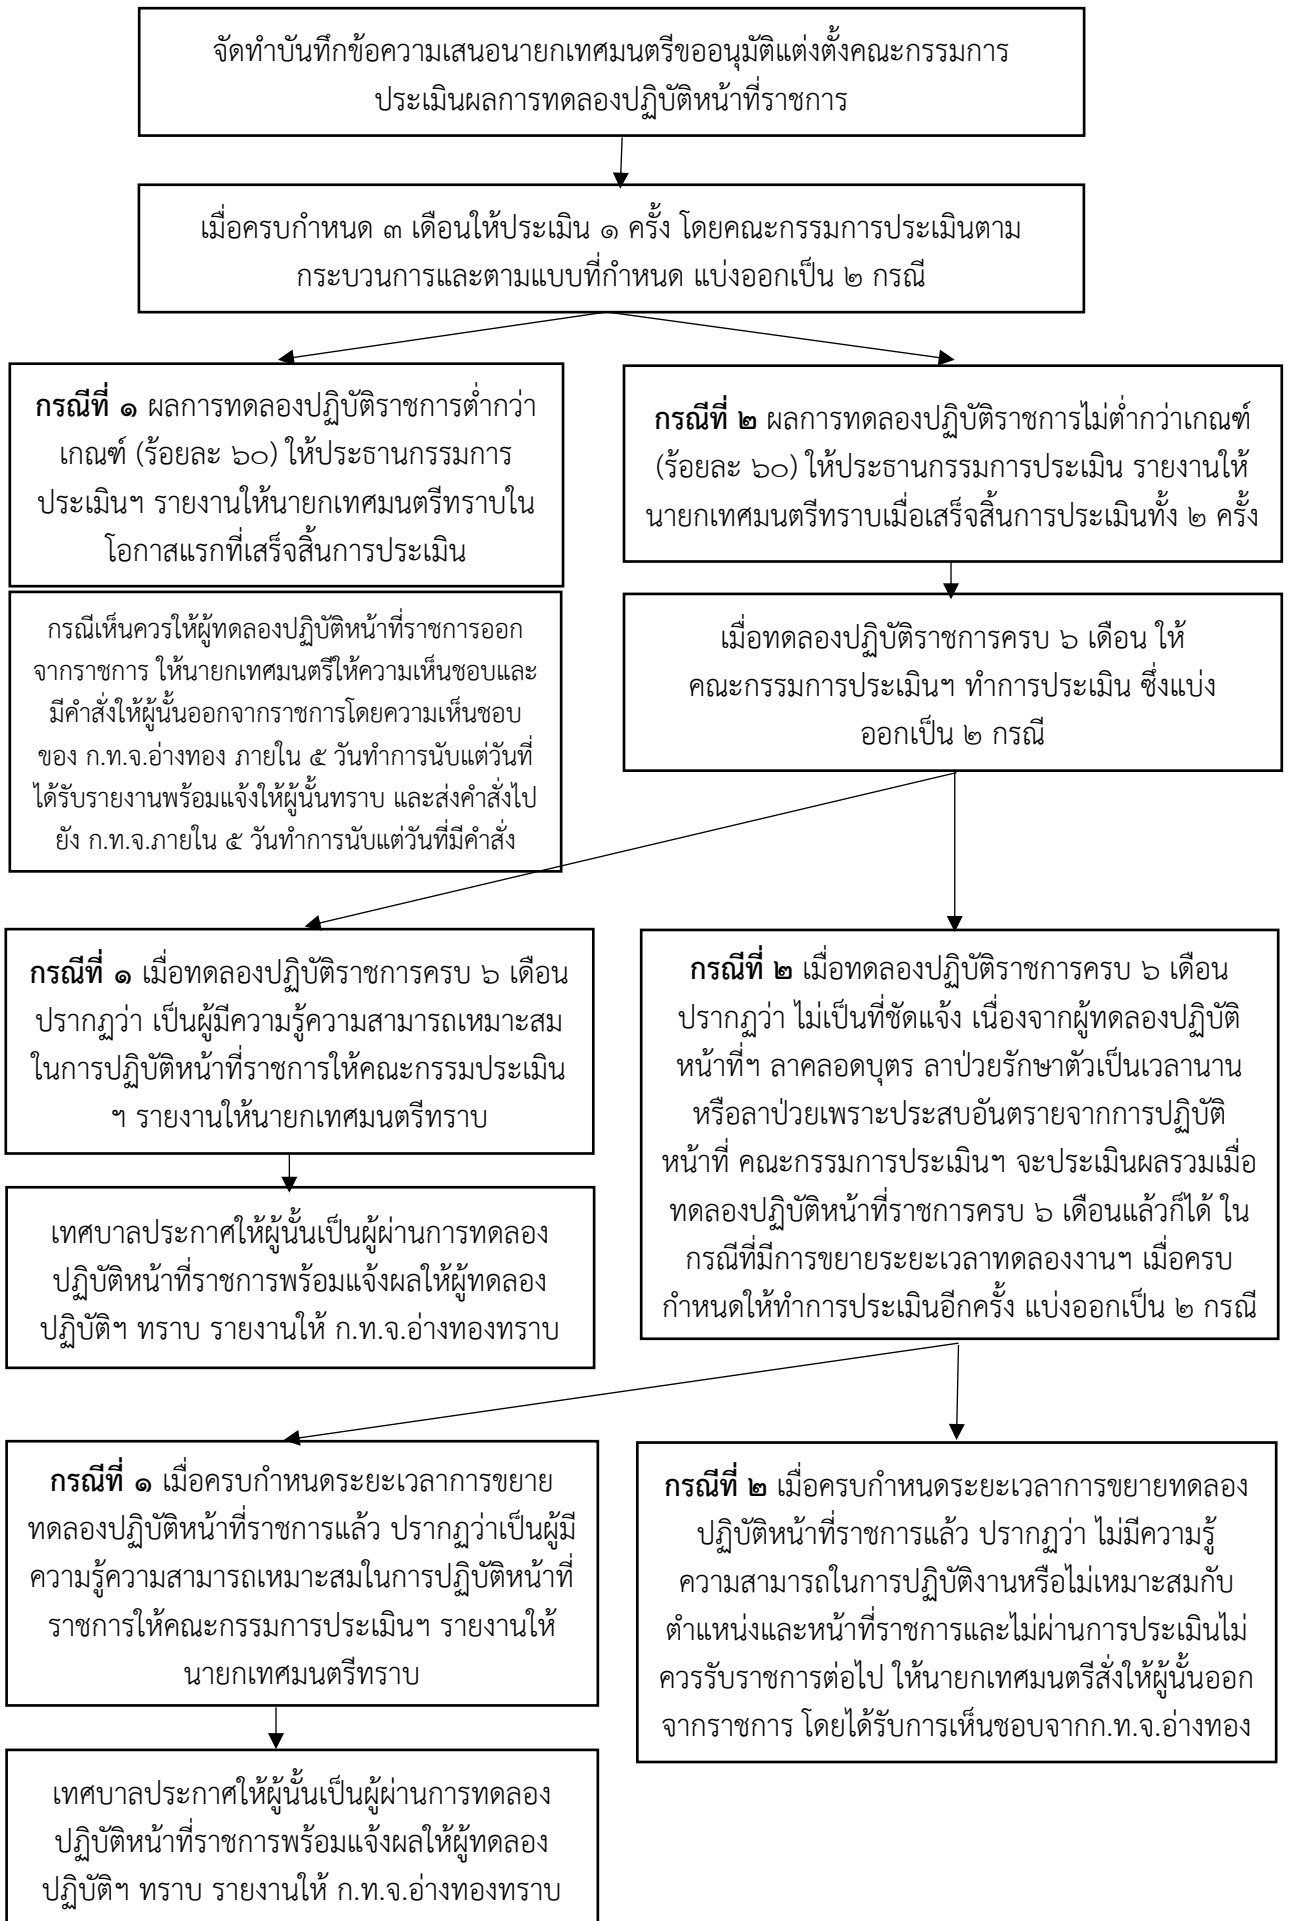 จัดทำบันทึกข้อความเสนอนายกเทศมนตรีขออนุมัติแต่งตั้งคณะกรรมการ
ประเมินผลการทดลองปฏิบัติหน้าที่ราชการ
เมื่อครบกำหนด ๓ เดือนให้ประเมิน ๑ ครั้ง โดยคณะกรรมการประเมินตาม
กระบวนการและตามแบบที่กำหนด แบ่งออกเป็น ๒ กรณี
กรณีที่ ๑ ผลการทดลองปฏิบัติราชการต่ำกว่า
เกณฑ์ (ร้อยละ ๖๐) ให้ประธานกรรมการ
ประเมินฯ รายงานให้นายกเทศมนตรีทราบใน
โอกาสแรกที่เสร็จสิ้นการประเมิน
กรณีที่ ๒ ผลการทดลองปฏิบัติราชการไม่ต่ำกว่าเกณฑ์
(ร้อยละ ๖๐) ให้ประธานกรรมการประเมิน รายงานให้
นายกเทศมนตรีทราบเมื่อเสร็จสิ้นการประเมินทั้ง ๒ ครั้ง
กรณีเห็นควรให้ผู้ทดลองปฏิบัติหน้าที่ราชการออก
จากราชการ ให้นายกเทศมนตรีให้ความเห็นชอบและ
มีคำสั่งให้ผู้นั้นออกจากราชการโดยความเห็นชอบ
ของ ก.ท.จ.อ่างทอง ภายใน ๕ วันทำการนับแต่วันที่
ได้รับรายงานพร้อมแจ้งให้ผู้นั้นทราบ และส่งคำสั่งไป
ยัง ก.ท.จ.ภายใน ๕ วันทำการนับแต่วันที่มีคำสั่ง
เมื่อทดลองปฏิบัติราชการครบ ๖ เดือน ให้
คณะกรรมการประเมินฯ ทำการประเมิน ซึ่งแบ่ง
ออกเป็น ๒ กรณี
กรณีที่ ๑ เมื่อทดลองปฏิบัติราชการครบ ๖ เดือน
ปรากฏว่า เป็นผู้มีความรู้ความสามารถเหมาะสม
ในการปฏิบัติหน้าที่ราชการให้คณะกรรมประเมิน
ฯ รายงานให้นายกเทศมนตรีทราบ
กรณีที่ ๒ เมื่อทดลองปฏิบัติราชการครบ ๖ เดือน
ปรากฏว่า ไม่เป็นที่ชัดแจ้ง เนื่องจากผู้ทดลองปฏิบัติ
หน้าที่ฯ ลาคลอดบุตร ลาป่วยรักษาตัวเป็นเวลานาน
หรือลาป่วยเพราะประสบอันตรายจากการปฏิบัติ
หน้าที่ คณะกรรมการประเมินฯ จะประเมินผลรวมเมื่อ
ทดลองปฏิบัติหน้าที่ราชการครบ ๖ เดือนแล้วก็ได้ ใน
กรณีที่มีการขยายระยะเวลาทดลองงานฯ เมื่อครบ
กำหนดให้ทำการประเมินอีกครั้ง แบ่งออกเป็น ๒ กรณี
เทศบาลประกาศให้ผู้นั้นเป็นผู้ผ่านการทดลอง
ปฏิบัติหน้าที่ราชการพร้อมแจ้งผลให้ผู้ทดลอง
ปฏิบัติฯ ทราบ รายงานให้ ก.ท.จ.อ่างทองทราบ
กรณีที่ ๑ เมื่อครบกำหนดระยะเวลาการขยาย
ทดลองปฏิบัติหน้าที่ราชการแล้ว ปรากฏว่าเป็นผู้มี
ความรู้ความสามารถเหมาะสมในการปฏิบัติหน้าที่
ราชการให้คณะกรรมการประเมินฯ รายงานให้
นายกเทศมนตรีทราบ
กรณีที่ ๒ เมื่อครบกำหนดระยะเวลาการขยายทดลอง
ปฏิบัติหน้าที่ราชการแล้ว ปรากฏว่า ไม่มีความรู้
ความสามารถในการปฏิบัติงานหรือไม่เหมาะสมกับ
ตำแหน่งและหน้าที่ราชการและไม่ผ่านการประเมินไม่
ควรรับราชการต่อไป ให้นายกเทศมนตรีสั่งให้ผู้นั้นออก
จากราชการ โดยได้รับการเห็นชอบจากก.ท.จ.อ่างทอง
เทศบาลประกาศให้ผู้นั้นเป็นผู้ผ่านการทดลอง
ปฏิบัติหน้าที่ราชการพร้อมแจ้งผลให้ผู้ทดลอง
ปฏิบัติฯ ทราบ รายงานให้ ก.ท.จ.อ่างทองทราบ